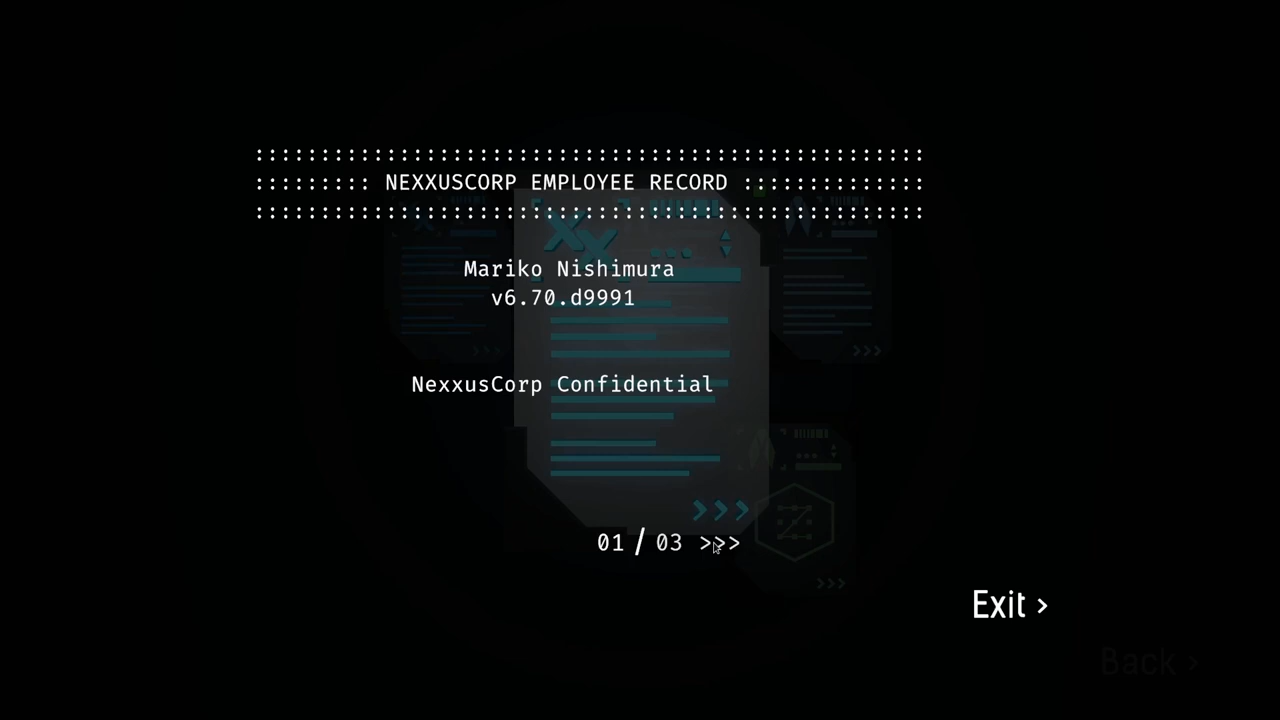 ::::::::::::::::::::::::::::::::::::::::::::::::::::
::::::::: NEXXUSCORP EMPLOYEE RECORD ::::::::::::::
::::::::::::::::::::::::::::::::::::::::::::::::::::
Mariko Nishimura
v6.70.d9991
NexxusCorp Confidential
01 / 03 >>>
Exit >
Back >